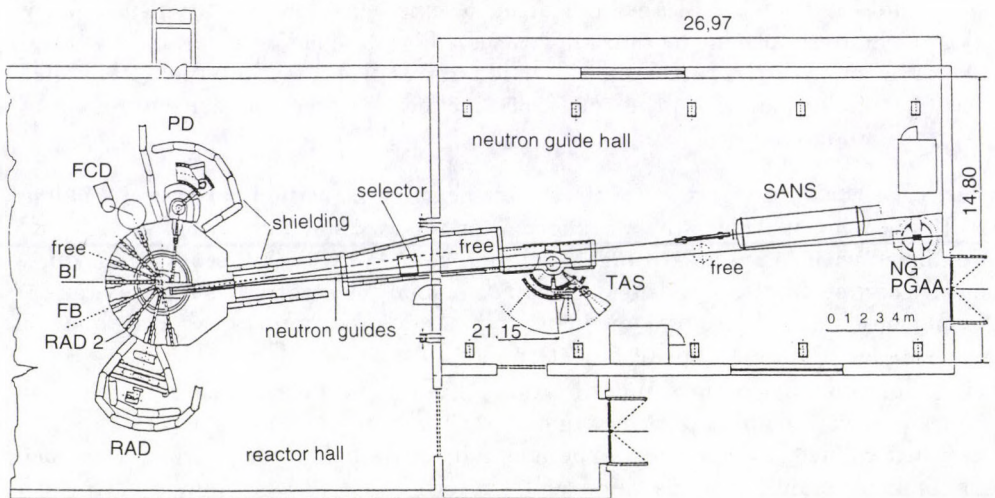 26,97
PD
neutron guide hall
FCD
selector
SANS
14,80
shielding
free
free
BI
free
NG
PGAA
TAS
FB
0 1 2 3 4 m
neutron guides
21.15
RAD 2
RAD
reactor hall